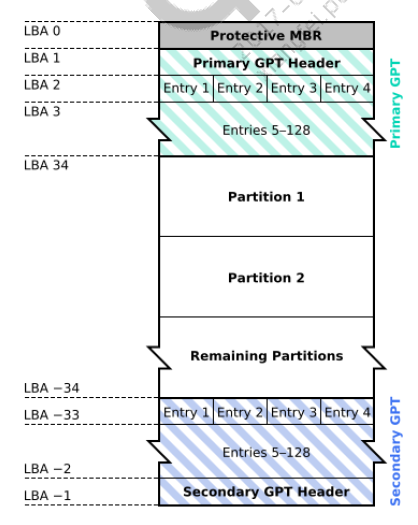 LBA 0
Protective MBR
LBA 1
Primary GPT Header
LBA 2
Entry 1 Entry 2 Entry 3 Entry 4
LBA 3
Entries 5–128
Primary GPT
LBA 34
Partition 1
Partition 2
Remaining Partitions
LBA −34
LBA −33
Entry 1 Entry 2 Entry 3 Entry 4
Entries 5–128
LBA −2
LBA −1
Secondary GPT Header
Secondary GPT